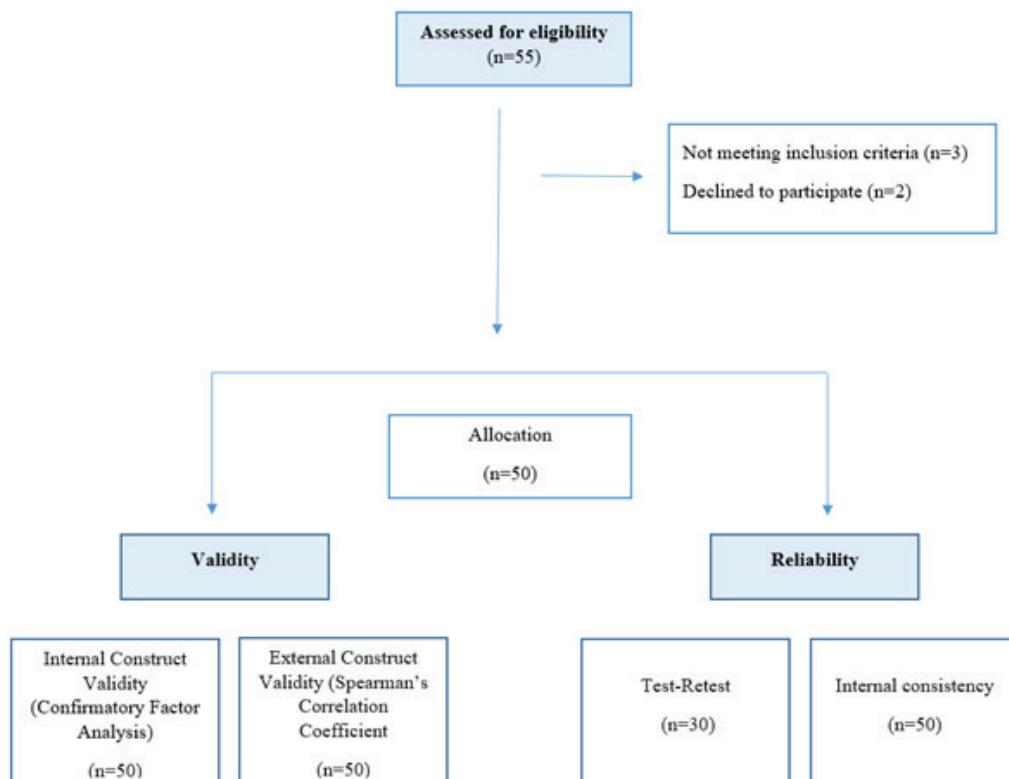 Assessed for eligibility
(n=55)
Not meeting inclusion criteria (n=3)
Declined to participate (n=2)
Allocation
(n=50)
Validity
Reliability
Internal Construct
Validity
(Confirmatory Factor
Analysis)
(n=50)
External Construct
Validity (Spearman’s
Correlation
Coefficient
(n=50)
Test-Retest
(n=30)
Internal consistency
(n=50)